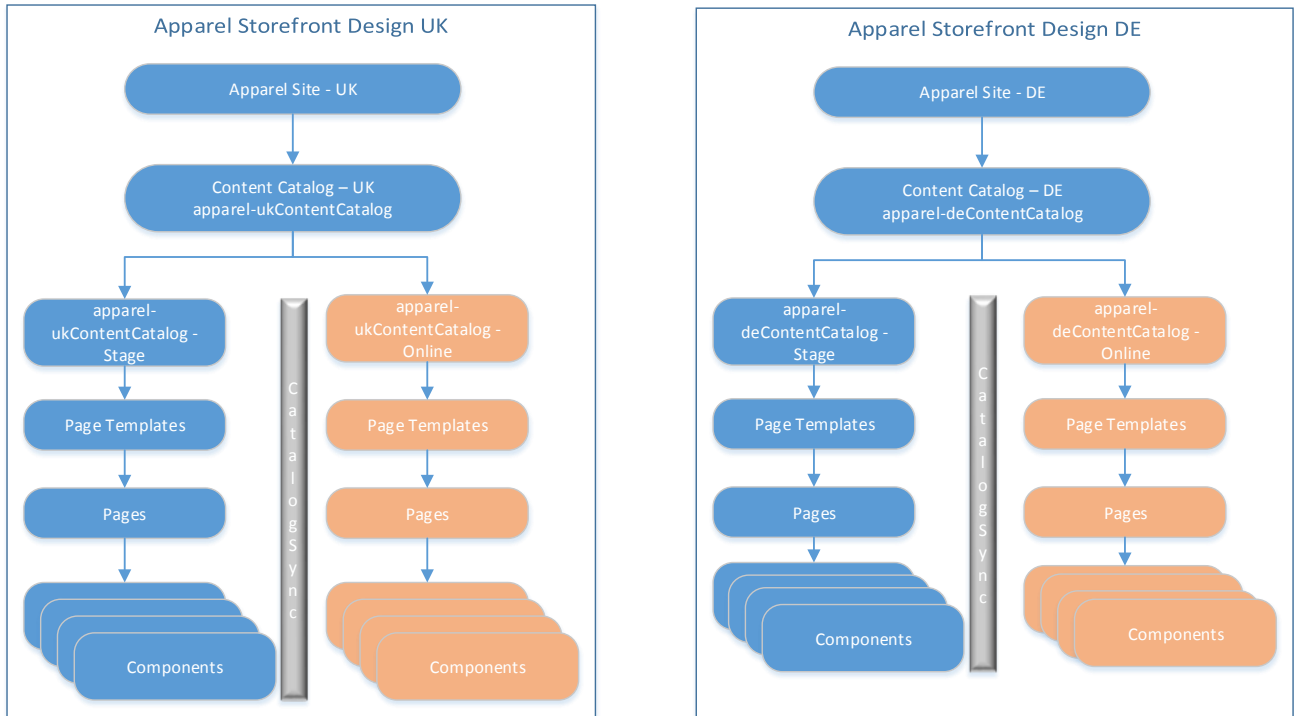 Apparel Storefront Design UK
Apparel Site - UK
Content Catalog – UK
apparel-ukContentCatalog
apparel-
ukContentCatalog -
Stage
Page Templates
Pages
Components
CatalogSync
apparel-
ukContentCatalog -
Online
Page Templates
Pages
Components
Apparel Storefront Design DE
Apparel Site - DE
Content Catalog – DE
apparel-deContentCatalog
apparel-
deContentCatalog -
Stage
Page Templates
Pages
Components
CatalogSync
apparel-
deContentCatalog -
Online
Page Templates
Pages
Components